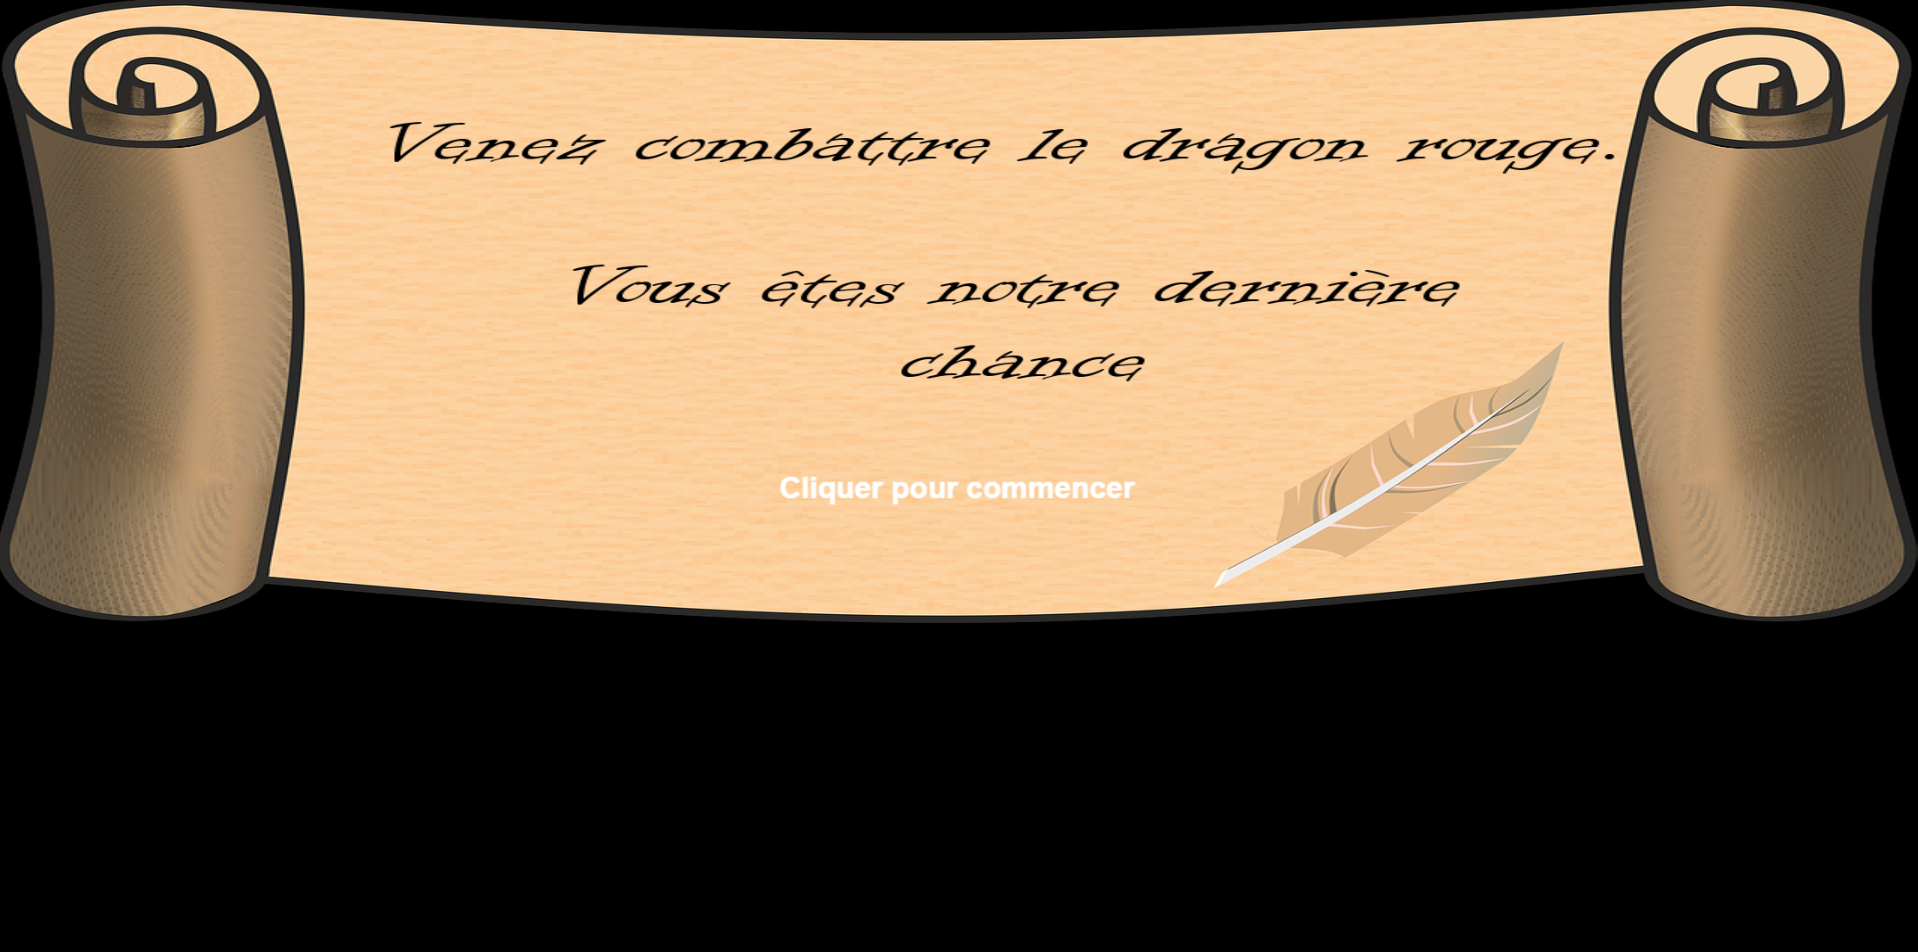 Venez combattre le dragon rouge.
Vous êtes notre dernière
chance
Cliquer pour commencer